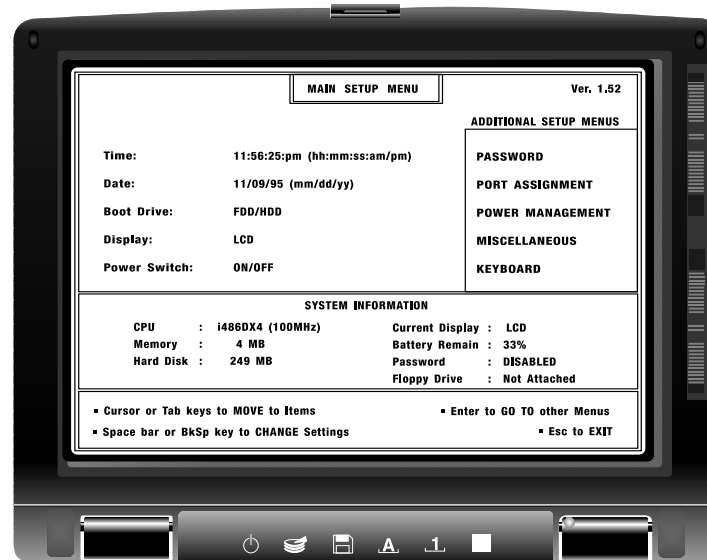 MAIN SETUP MENU
Ver. 1.52
ADDITIONAL SETUP MENUS
Time: 11:56:25:pm (hh:mm:ss:am/pm)
Date: 11/09/95 (mm/dd/yy)
Boot Drive: FDD/HDD
Display: LCD
Power Switch: ON/OFF
PASSWORD
PORT ASSIGNMENT
POWER MANAGEMENT
MISCELLANEOUS
KEYBOARD
SYSTEM INFORMATION
CPU : i486DX4 (100MHz)
Memory : 4 MB
Hard Disk : 249 MB
Current Display : LCD
Battery Remain : 33%
Password : DISABLED
Floppy Drive : Not Attached
▪ Cursor or Tab keys to MOVE to Items
▪ Enter to GO TO other Menus
▪ Space bar or BkSp key to CHANGE Settings
▪ Esc to EXIT
A 1